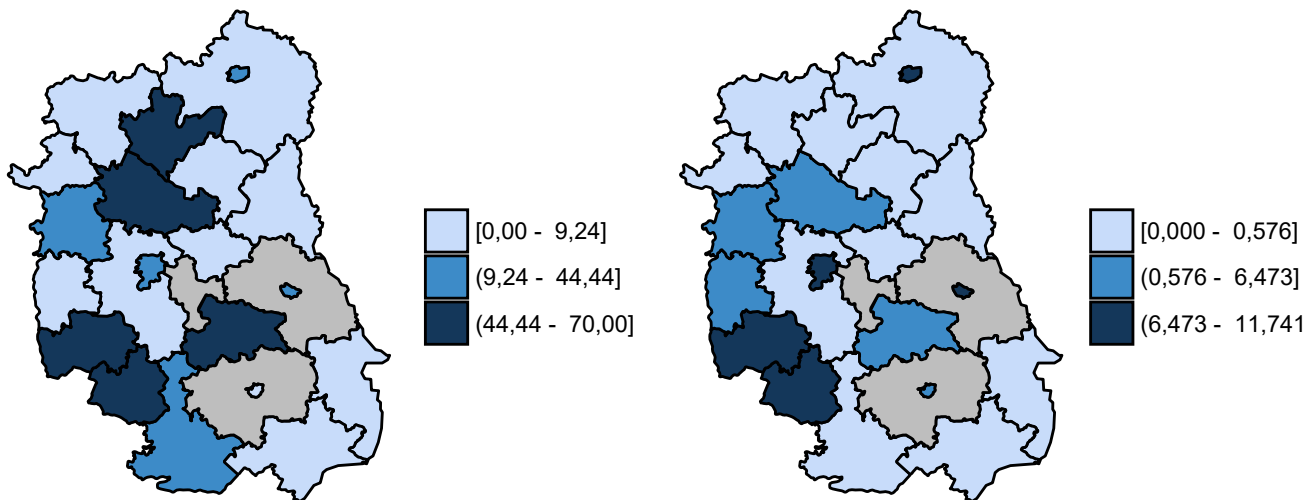 [0,00 - 9,24]
(9,24 - 44,44]
(44,44 - 70,00]
[0,000 - 0,576]
(0,576 - 6,473]
(6,473 - 11,741